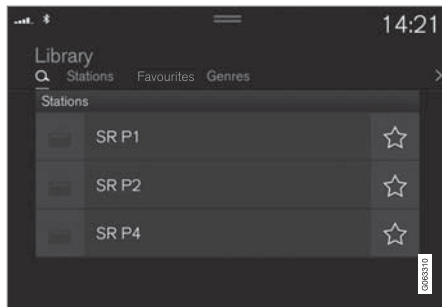 14:21
Library
Stations Favourites Genres
Stations
SR P1
SR P2
SR P4
G063310